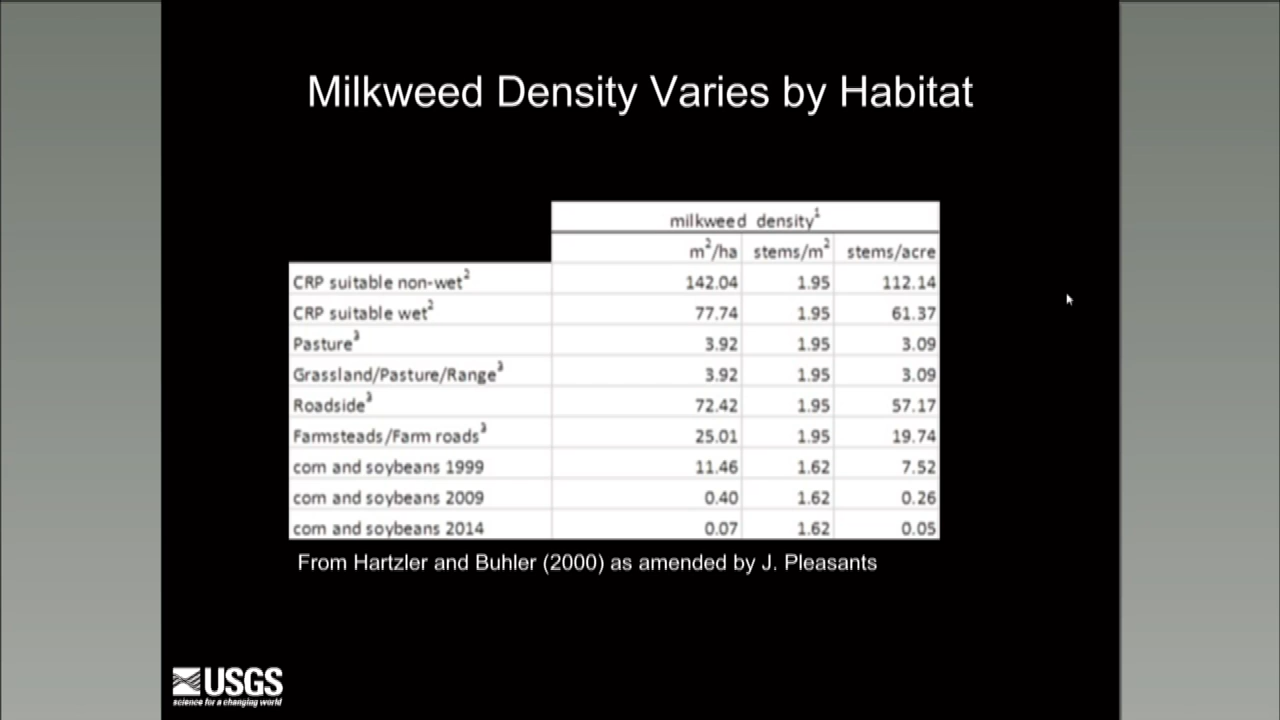 Milkweed Density Varies by Habitat
milkweed density¹
m²/ha stems/m² stems/acre
CRP suitable non-wet² 142.04 1.95 112.14
CRP suitable wet² 77.74 1.95 61.37
Pasture³ 3.92 1.95 3.09
Grassland/Pasture/Range³ 3.92 1.95 3.09
Roadside³ 72.42 1.95 57.17
Farmsteads/Farm roads³ 25.01 1.95 19.74
corn and soybeans 1999 11.46 1.62 7.52
corn and soybeans 2009 0.40 1.62 0.26
corn and soybeans 2014 0.07 1.62 0.05
From Hartzler and Buhler (2000) as amended by J. Pleasants
USGS
science for a changing world